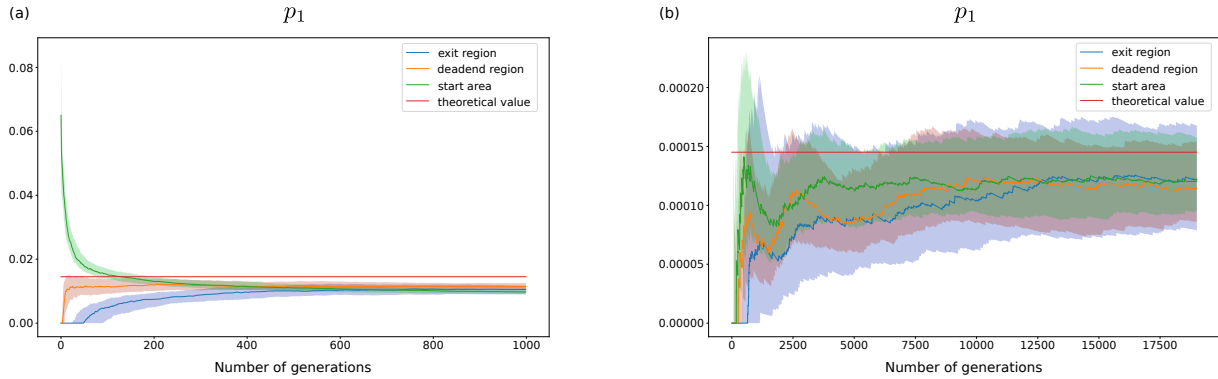 (a)
p₁
0.08
0.06
0.04
0.02
0.00
exit region
deadend region
start area
theoretical value
0
200
400
600
800
1000
Number of generations
(b)
p₁
0.00020
0.00015
0.00010
0.00005
0.00000
exit region
deadend region
start area
theoretical value
0
2500
5000
7500
10000
12500
15000
17500
Number of generations